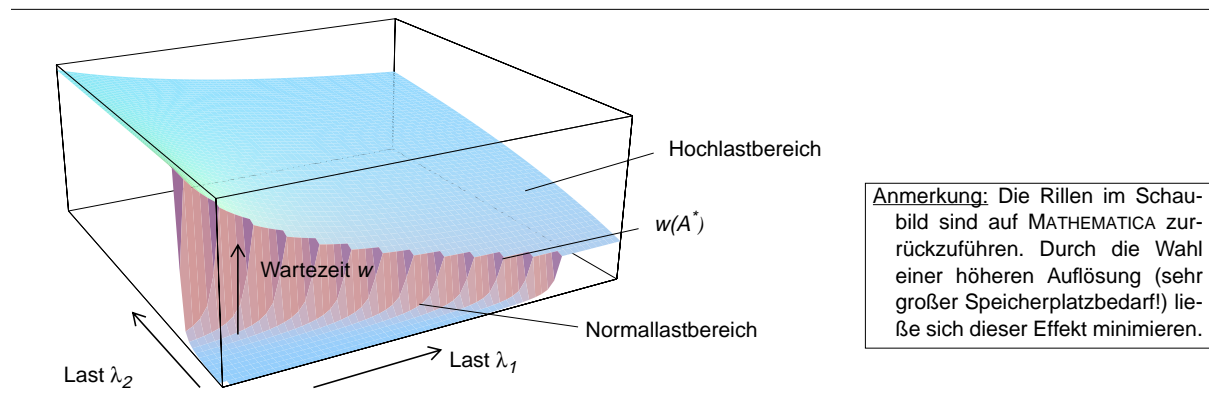 Hochlastbereich
w(A*)
Wartezeit w
Normallastbereich
Last λ1
Last λ2
Anmerkung: Die Rillen im Schau-
bild sind auf MATHEMATICA zur-
rückzuführen. Durch die Wahl
einer höheren Auflösung (sehr
großer Speicherplatzbedarf!) lie-
ße sich dieser Effekt minimieren.